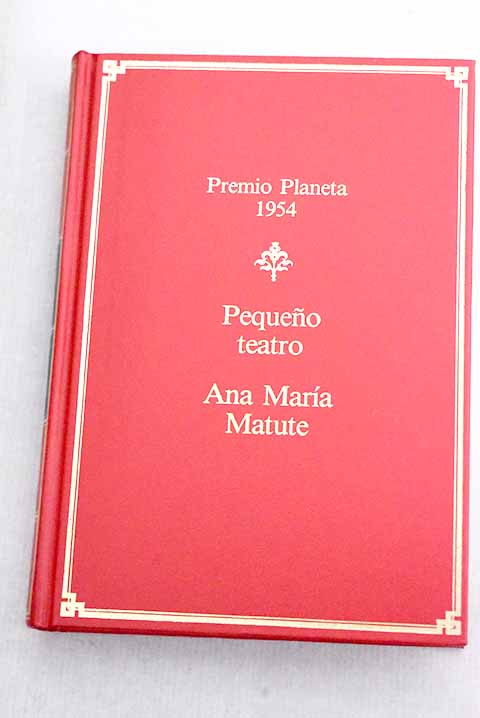 Premio Planeta
1954
Pequeño
teatro
Ana María
Matute